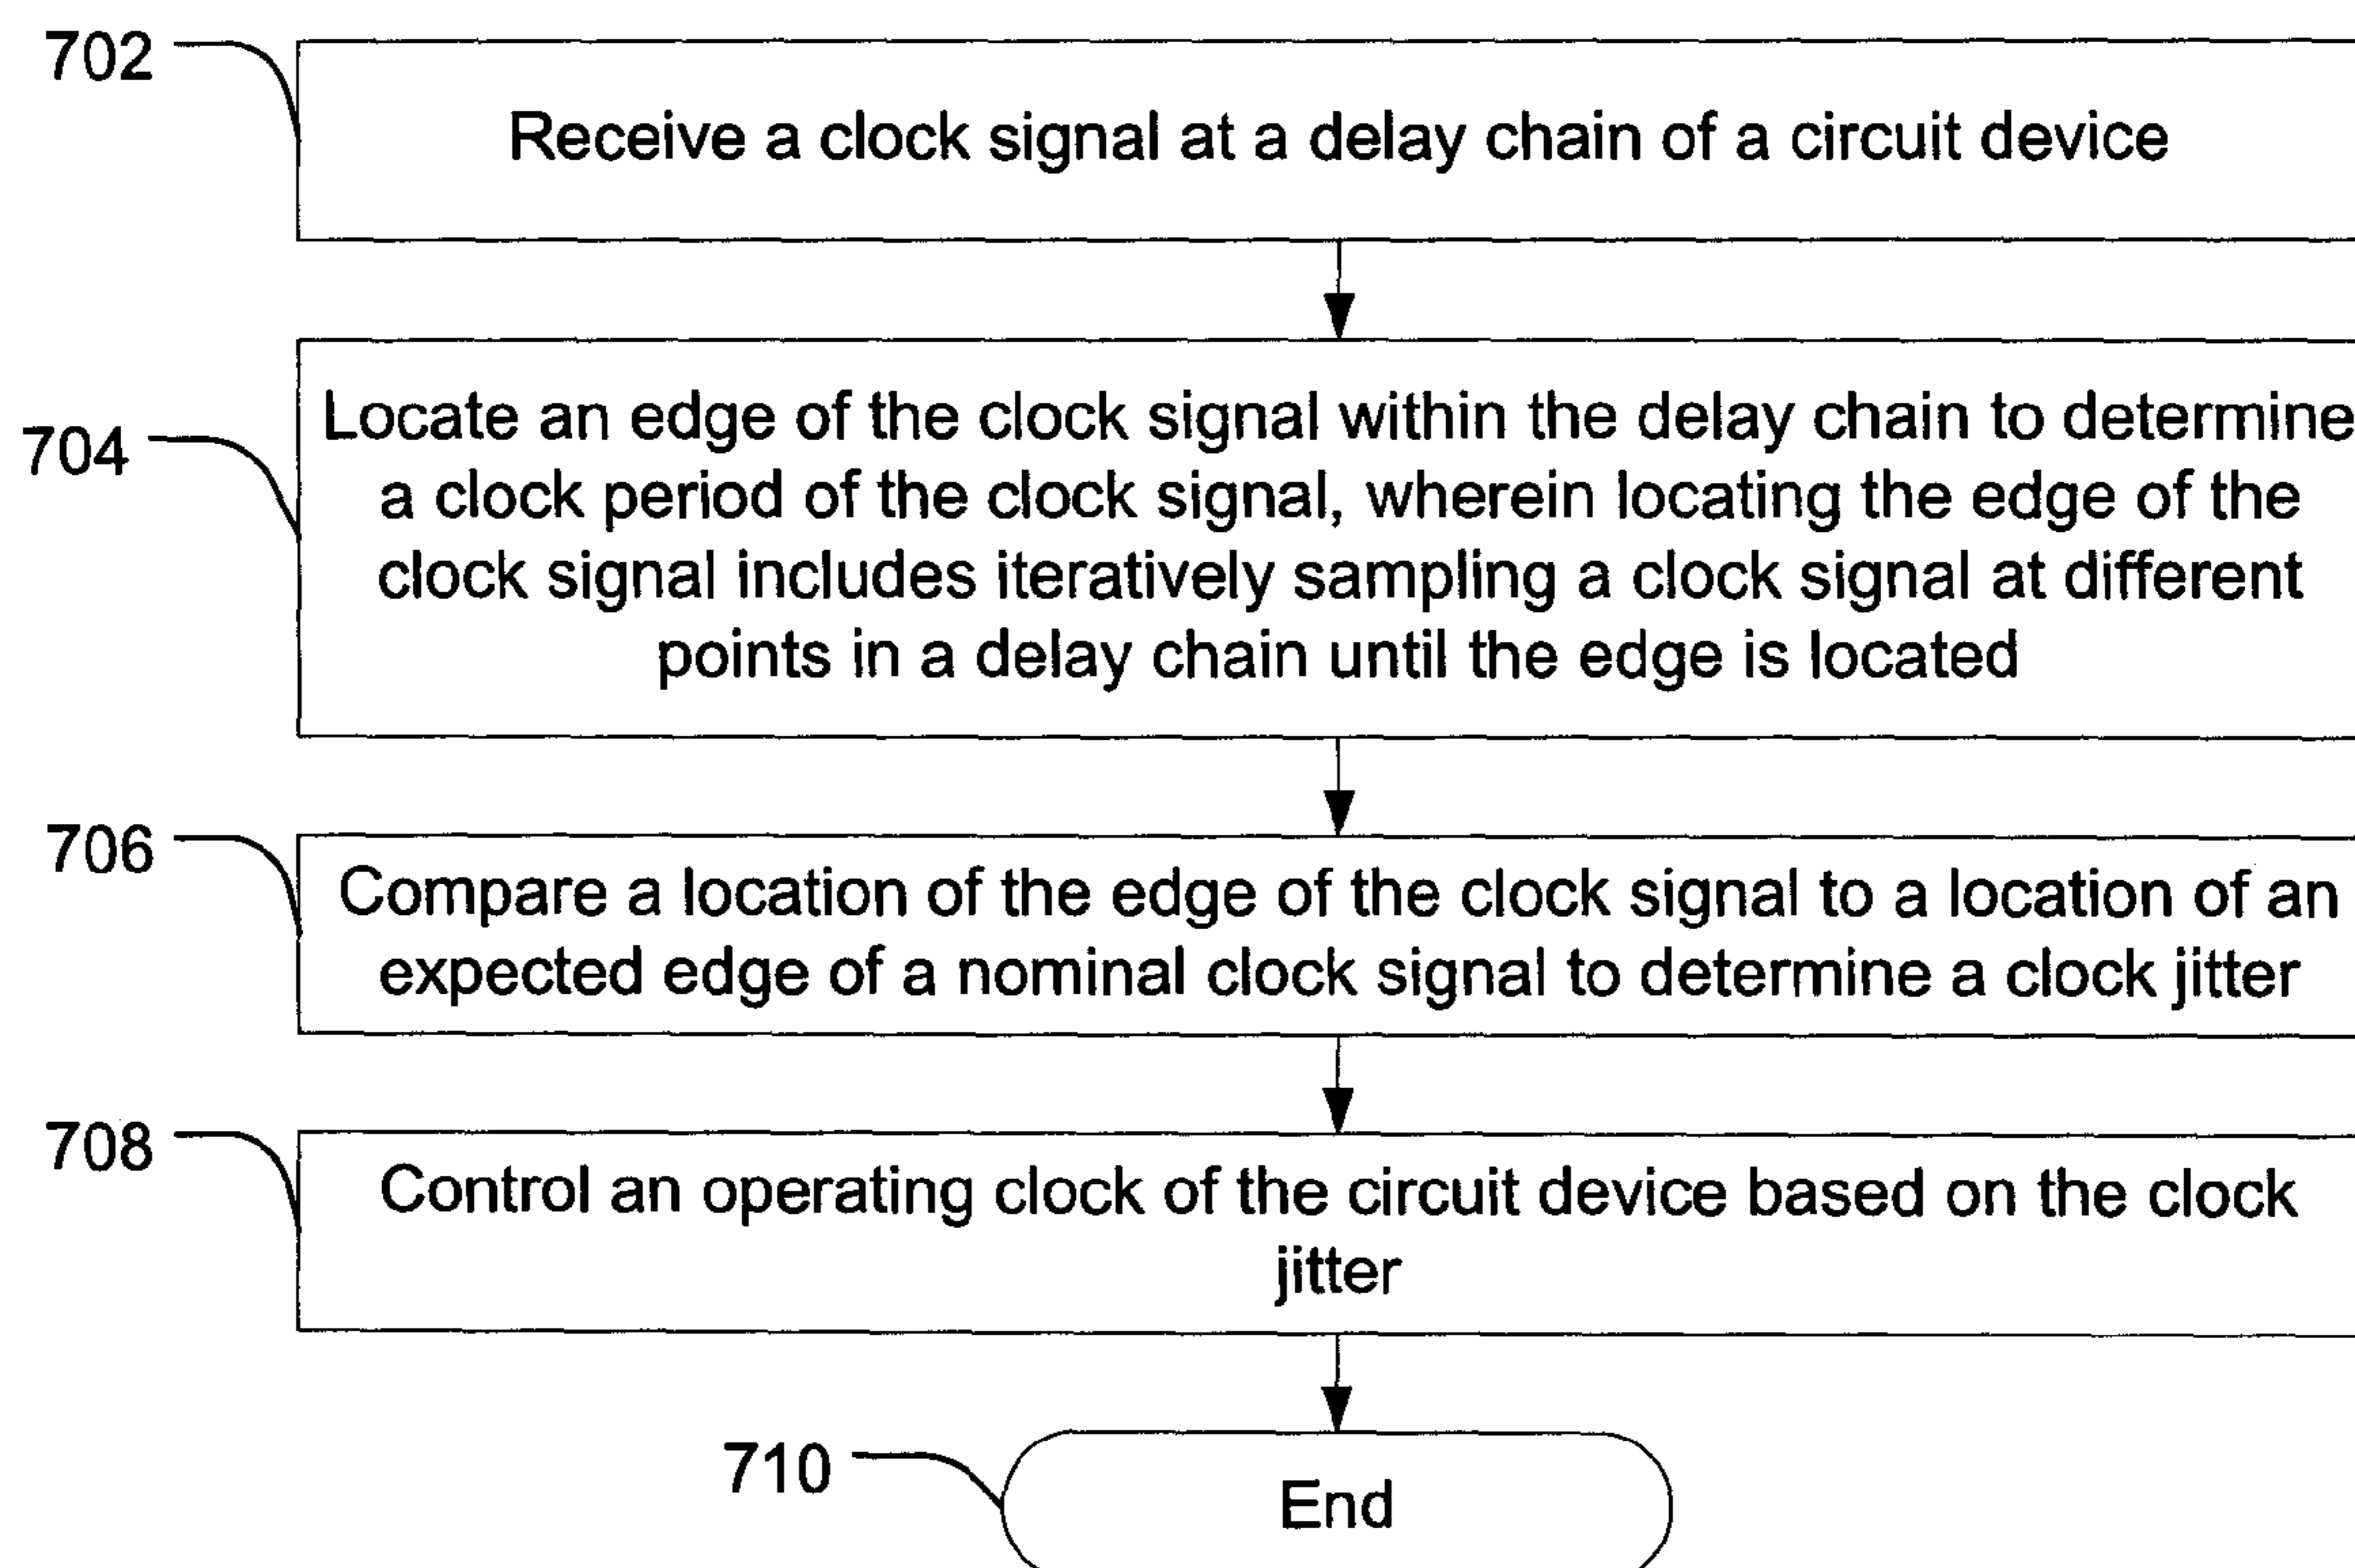 702
Receive a clock signal at a delay chain of a circuit device
704
Locate an edge of the clock signal within the delay chain to determine
a clock period of the clock signal, wherein locating the edge of the
clock signal includes iteratively sampling a clock signal at different
points in a delay chain until the edge is located
706
Compare a location of the edge of the clock signal to a location of an
expected edge of a nominal clock signal to determine a clock jitter
708
Control an operating clock of the circuit device based on the clock
jitter
710
End